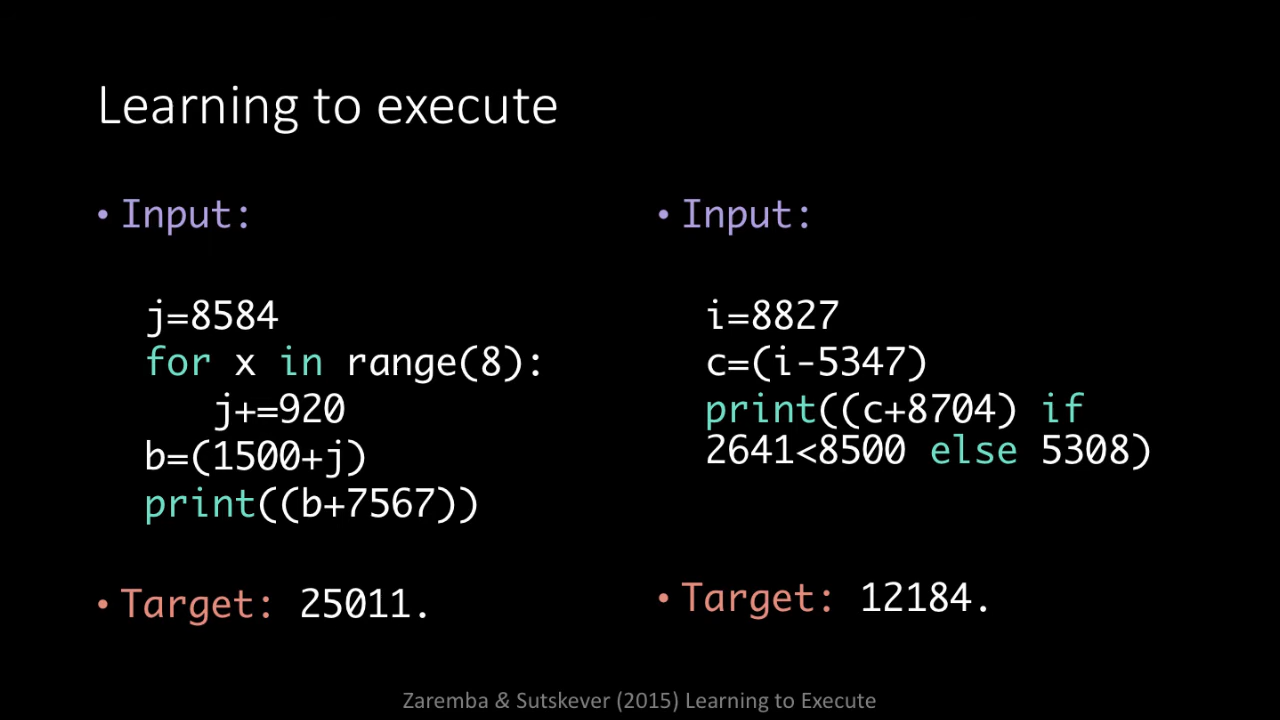 Learning to execute
• Input:
j=8584
for x in range(8):
j+=920
b=(1500+j)
print((b+7567))
• Target: 25011.
• Input:
i=8827
c=(i-5347)
print((c+8704) if
2641<8500 else 5308)
• Target: 12184.
Zaremba & Sutskever (2015) Learning to Execute